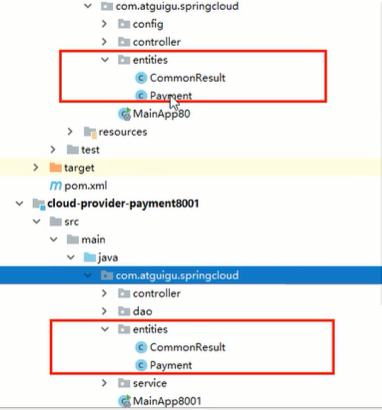 com.atguigu.springcloud
config
controller
entities
CommonResult
Payment
MainApp80
resources
test
target
pom.xml
cloud-provider-payment8001
src
main
java
com.atguigu.springcloud
controller
dao
entities
CommonResult
Payment
service
MainApp8001